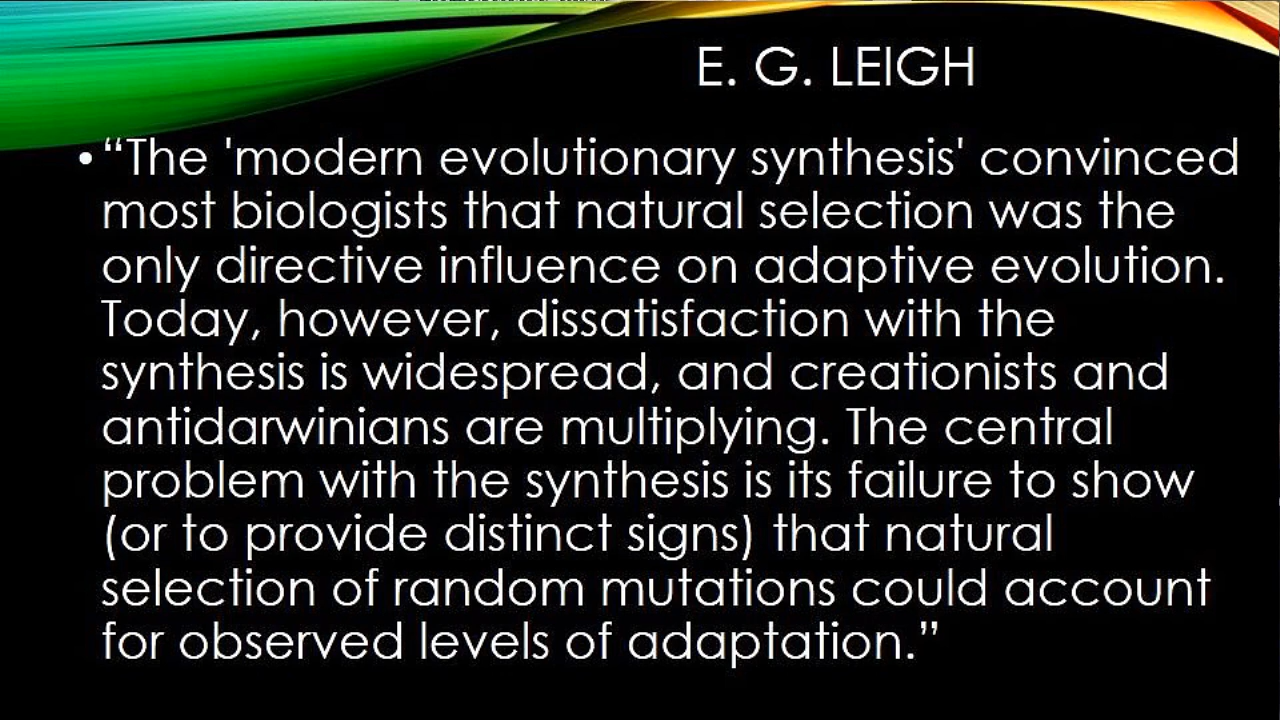 E. G. LEIGH
• “The 'modern evolutionary synthesis' convinced
most biologists that natural selection was the
only directive influence on adaptive evolution.
Today, however, dissatisfaction with the
synthesis is widespread, and creationists and
antidarwinians are multiplying. The central
problem with the synthesis is its failure to show
(or to provide distinct signs) that natural
selection of random mutations could account
for observed levels of adaptation.”